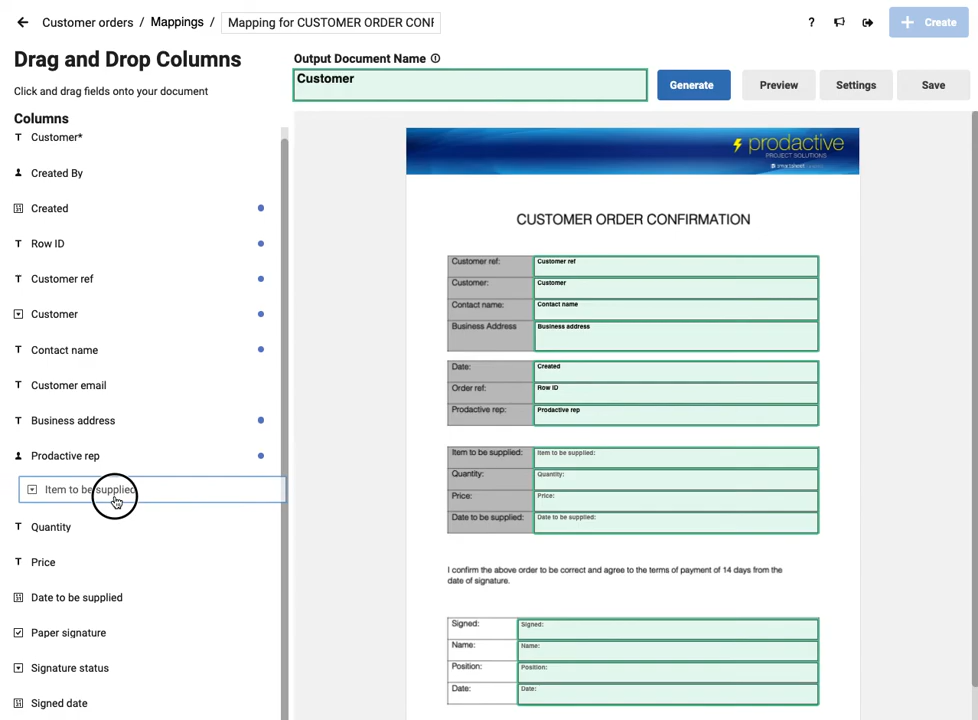 Customer orders / Mappings / Mapping for CUSTOMER ORDER CONF
? Create
Drag and Drop Columns
Click and drag fields onto your document
Columns
Customer*
Created By
Created
Row ID
Customer ref
Customer
Contact name
Customer email
Business address
Prodactive rep
Item to be supplied
Quantity
Price
Date to be supplied
Paper signature
Signature status
Signed date
Output Document Name
Customer
Generate
Preview
Settings
Save
prodactive
PROJECT SOLUTIONS
CUSTOMER ORDER CONFIRMATION
Customer ref: Customer ref
Customer: Customer
Contact name: Contact name
Business Address Business address
Date: Created
Order ref: Row ID
Prodactive rep: Prodactive rep
Item to be supplied: Item to be supplied:
Quantity: Quantity:
Price: Price:
Date to be supplied: Date to be supplied:
I confirm the above order to be correct and agree to the terms of payment of 14 days from the
date of signature.
Signed: Signed:
Name: Name:
Position: Position:
Date: Date: